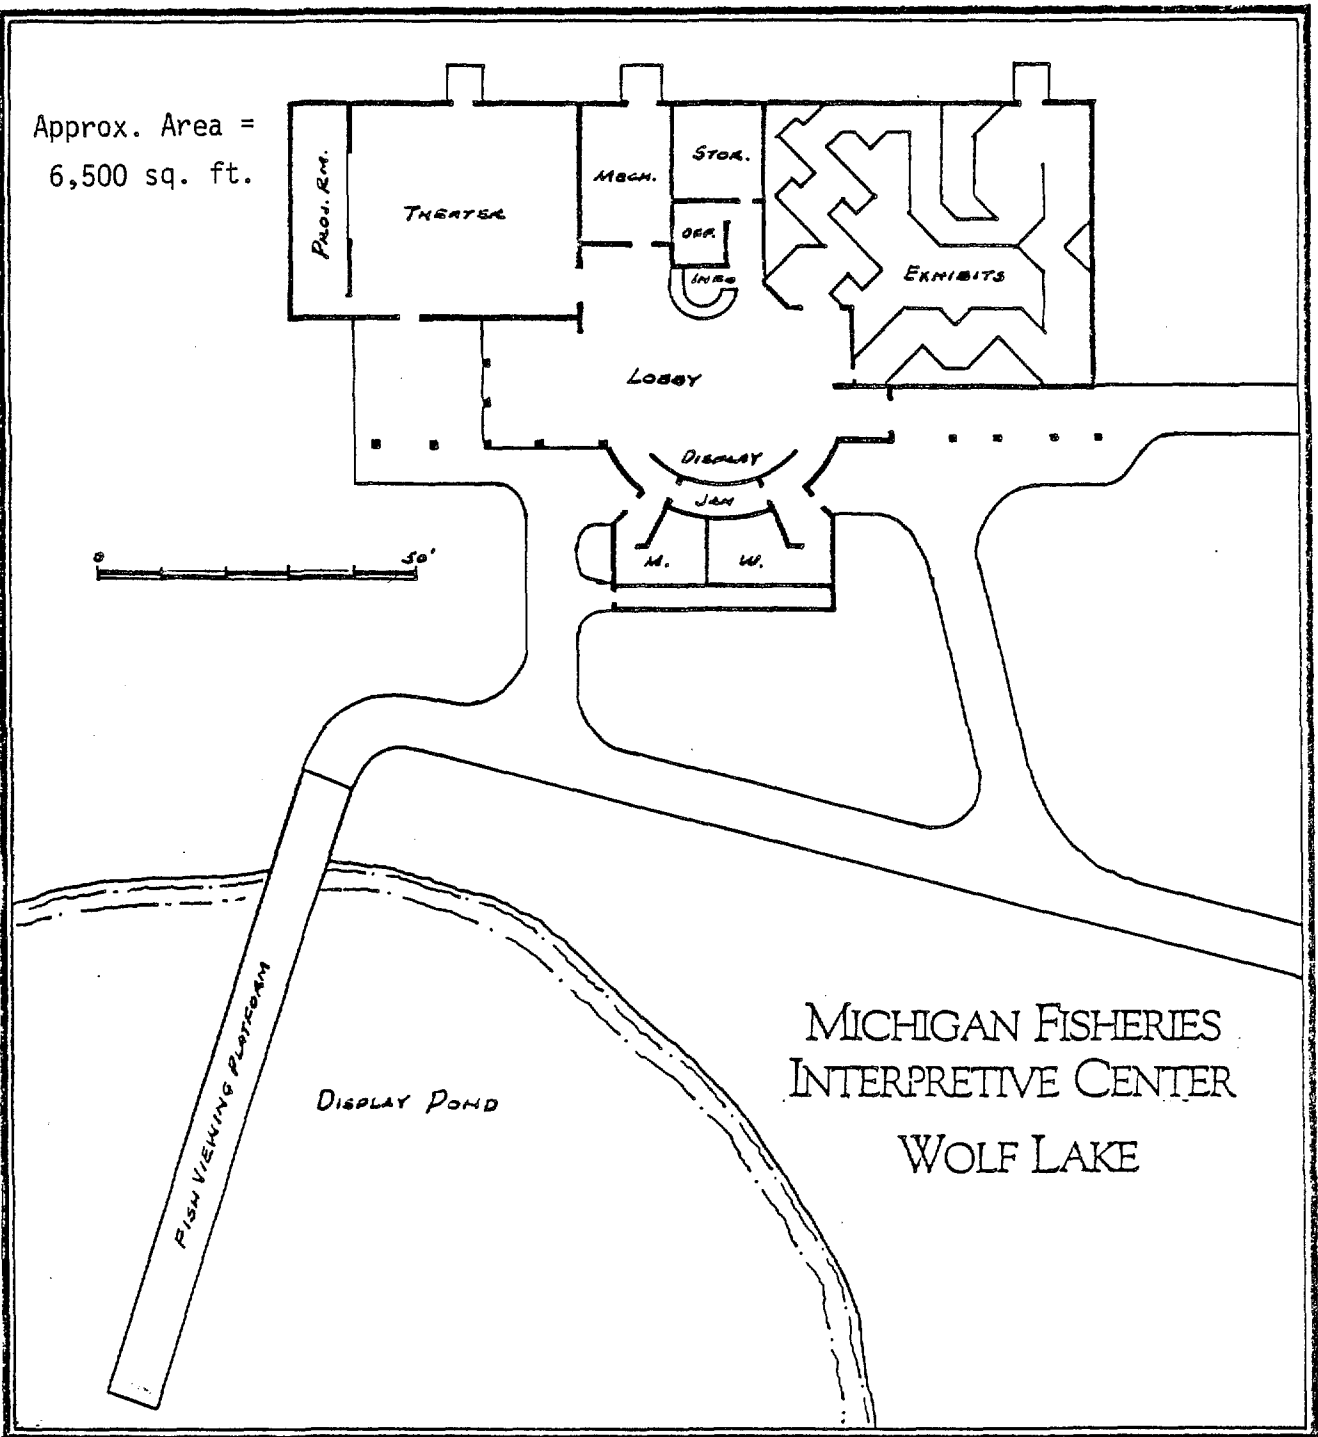 Approx. Area =
6,500 sq. ft.
PROJ. RM.
THEATER
MECH.
STOR.
OFF.
INFO
EXHIBITS
LOBBY
DISPLAY
JAN
M.
W.
0 50'
FISH VIEWING PLATFORM
DISPLAY POND
MICHIGAN FISHERIES
INTERPRETIVE CENTER
WOLF LAKE